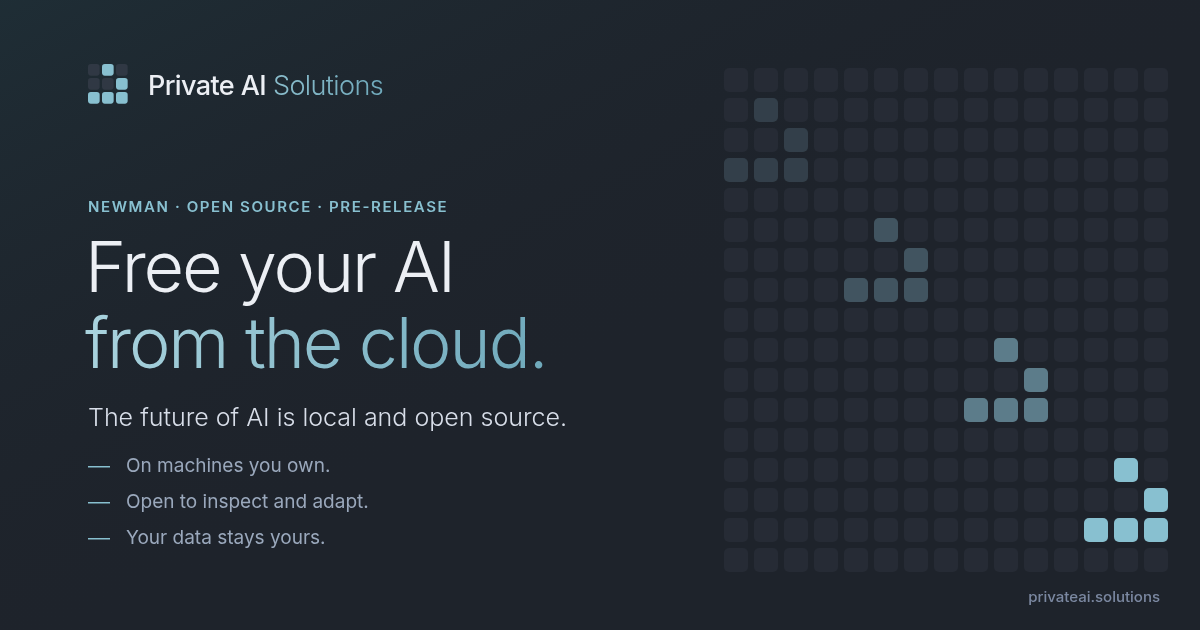 Private AI Solutions
NEWMAN · OPEN SOURCE · PRE-RELEASE
Free your AI
from the cloud.
The future of AI is local and open source.
— On machines you own.
— Open to inspect and adapt.
— Your data stays yours.
privateai.solutions